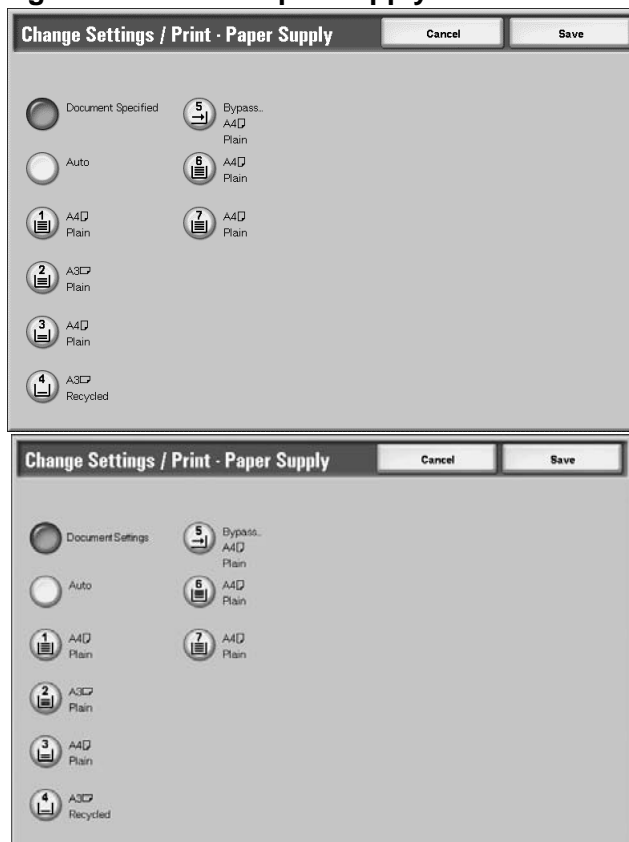 Change Settings / Print - Paper Supply
Cancel
Save
Document Specified
Auto
1 A4
Plain
2 A3
Plain
3 A4
Plain
4 A3
Recycled
5 Bypass..
A4
Plain
6 A4
Plain
7 A4
Plain
Change Settings / Print - Paper Supply
Cancel
Save
Document Settings
Auto
1 A4
Plain
2 A3
Plain
3 A4
Plain
4 A3
Recycled
5 Bypass..
A4
Plain
6 A4
Plain
7 A4
Plain